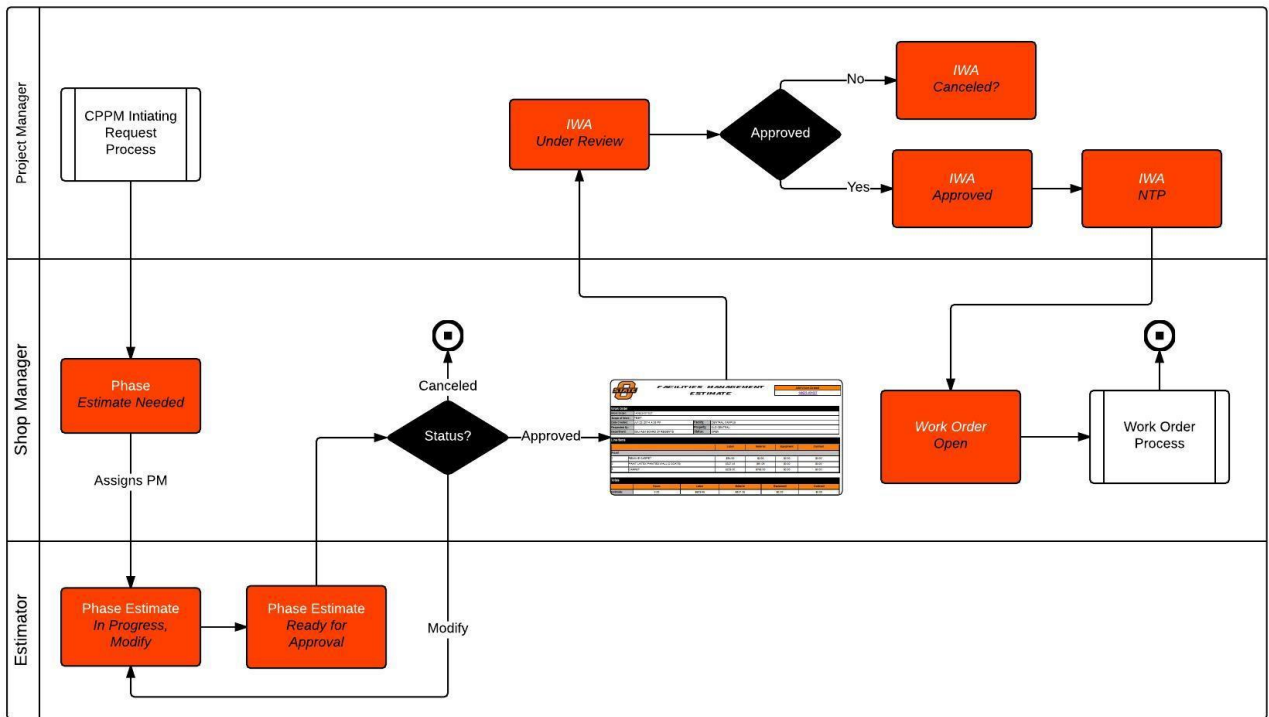 Project Manager
CPPM Intiating
Request
Process
IWA
Under Review
Approved
No
IWA
Canceled?
Yes
IWA
Approved
IWA
NTP
Shop Manager
Phase
Estimate Needed
Assigns PM
Canceled
Status?
Approved
FACILITIES MANAGEMENT
ESTIMATE
Work Order
Open
Work Order
Process
Estimator
Phase Estimate
In Progress,
Modify
Phase Estimate
Ready for
Approval
Modify